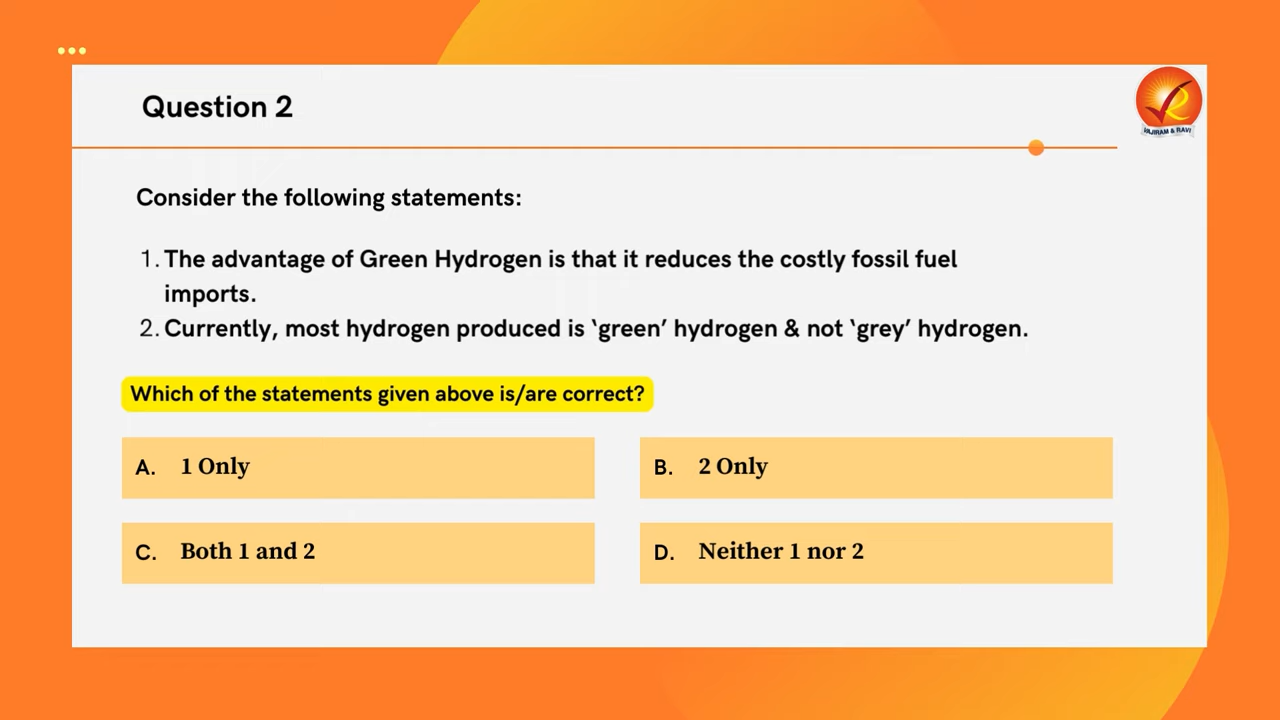 Question 2
VAJIRAM & RAVI
Consider the following statements:
1. The advantage of Green Hydrogen is that it reduces the costly fossil fuel
imports.
2. Currently, most hydrogen produced is ‘green’ hydrogen & not ‘grey’ hydrogen.
Which of the statements given above is/are correct?
A. 1 Only
B. 2 Only
C. Both 1 and 2
D. Neither 1 nor 2